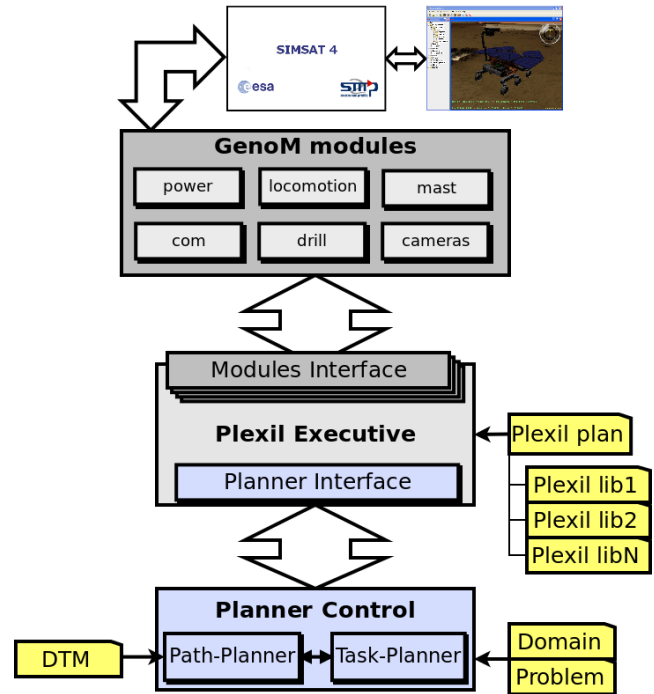 SIMSAT 4
esa
smp
GenoM modules
power
locomotion
mast
com
drill
cameras
Modules Interface
Plexil Executive
Planner Interface
Plexil plan
Plexil lib1
Plexil lib2
Plexil libN
Planner Control
Path-Planner
Task-Planner
DTM
Domain
Problem